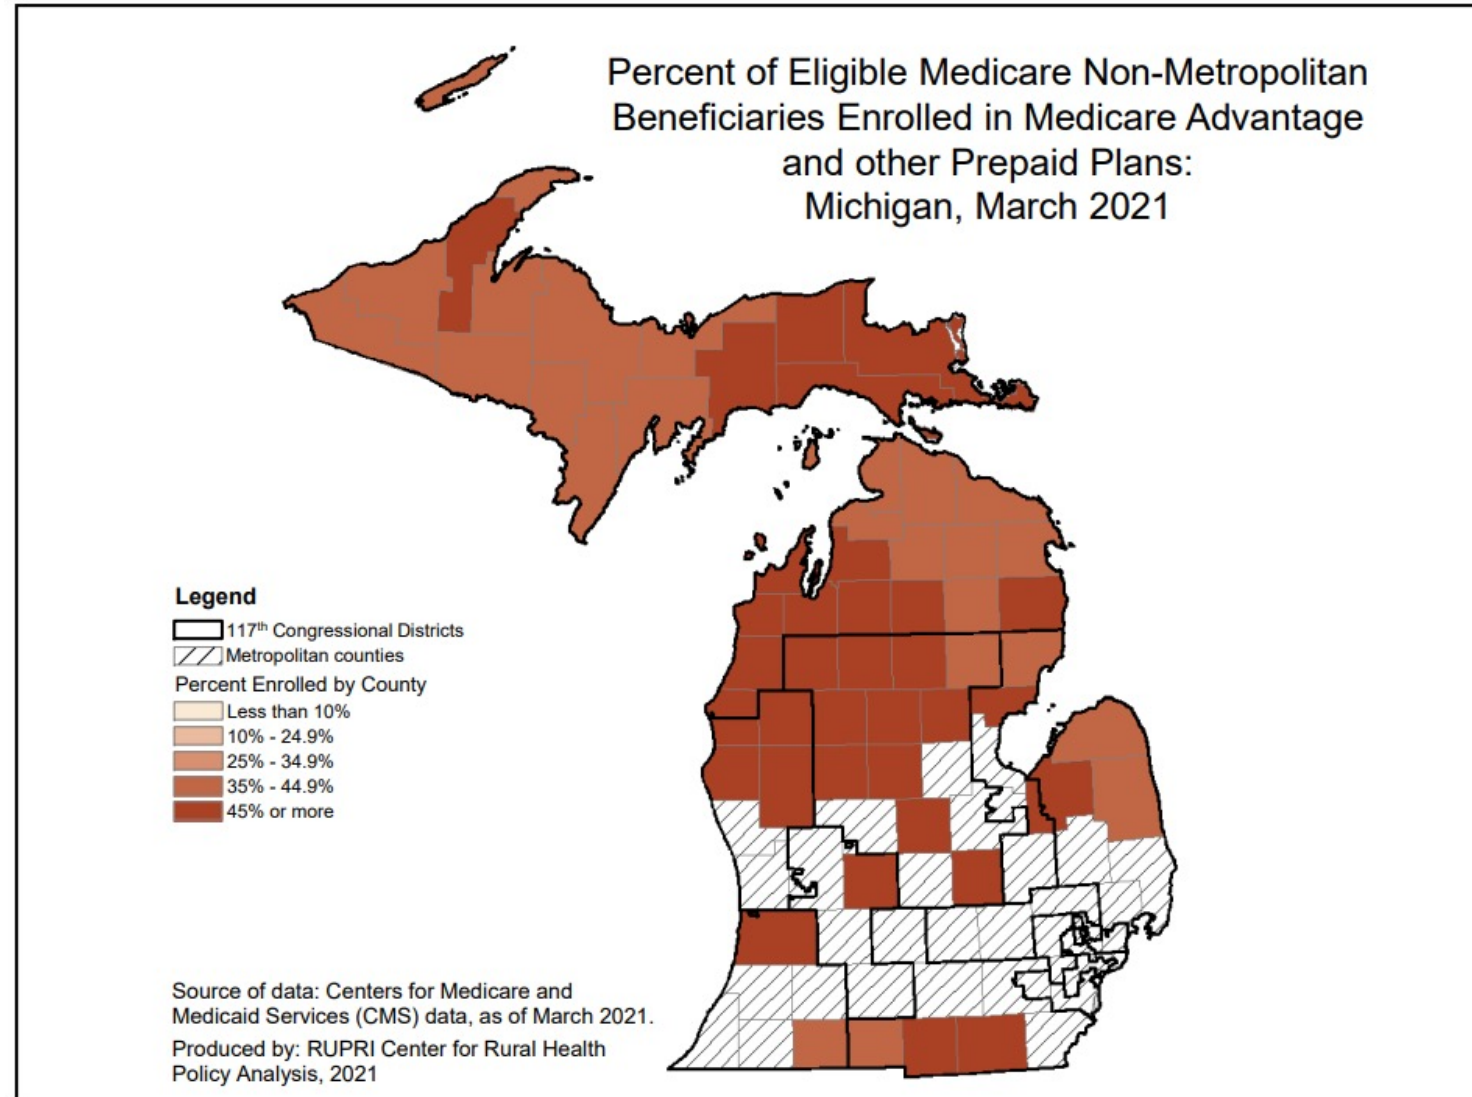 Percent of Eligible Medicare Non-Metropolitan
Beneficiaries Enrolled in Medicare Advantage
and other Prepaid Plans:
Michigan, March 2021
Legend
117th Congressional Districts
Metropolitan counties
Percent Enrolled by County
Less than 10%
10% - 24.9%
25% - 34.9%
35% - 44.9%
45% or more
Source of data: Centers for Medicare and
Medicaid Services (CMS) data, as of March 2021.
Produced by: RUPRI Center for Rural Health
Policy Analysis, 2021